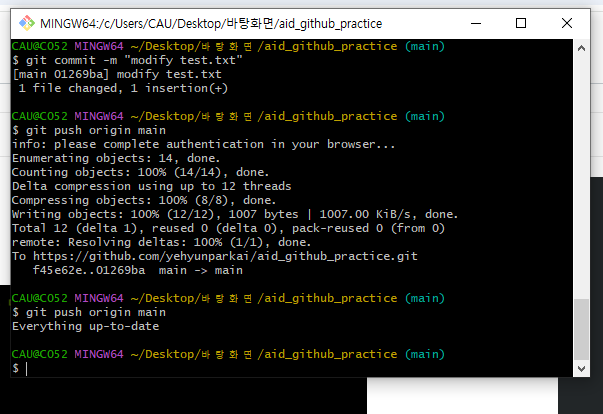 MINGW64:/c/Users/CAU/Desktop/바탕화면/aid_github_practice
CAU@CO52 MINGW64 ~/Desktop/바탕화면/aid_github_practice (main)
$ git commit -m "modify test.txt"
[main 01269ba] modify test.txt
 1 file changed, 1 insertion(+)
CAU@CO52 MINGW64 ~/Desktop/바탕화면/aid_github_practice (main)
$ git push origin main
info: please complete authentication in your browser...
Enumerating objects: 14, done.
Counting objects: 100% (14/14), done.
Delta compression using up to 12 threads
Compressing objects: 100% (8/8), done.
Writing objects: 100% (12/12), 1007 bytes | 1007.00 KiB/s, done.
Total 12 (delta 1), reused 0 (delta 0), pack-reused 0 (from 0)
remote: Resolving deltas: 100% (1/1), done.
To https://github.com/yehyunparkai/aid_github_practice.git
   f45e62e..01269ba  main -> main
CAU@CO52 MINGW64 ~/Desktop/바탕화면/aid_github_practice (main)
$ git push origin main
Everything up-to-date
CAU@CO52 MINGW64 ~/Desktop/바탕화면/aid_github_practice (main)
$